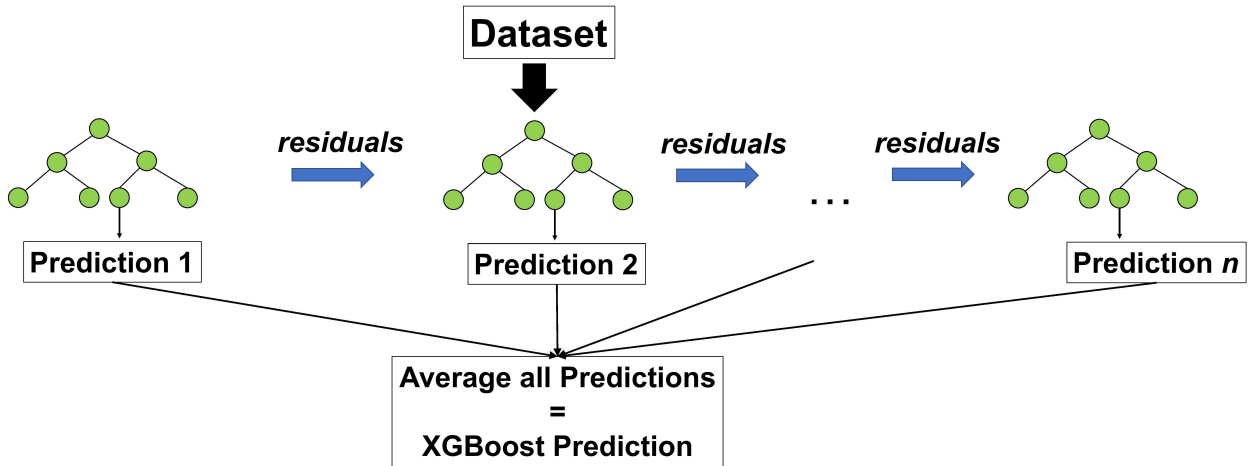 Dataset
residuals
residuals
residuals
...
Prediction 1
Prediction 2
Prediction n
Average all Predictions
=
XGBoost Prediction